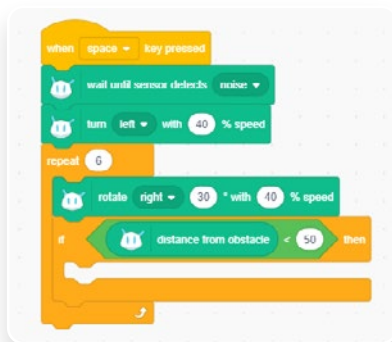 when space key pressed
wait until sensor detects noise
turn left with 40 % speed
repeat 6
rotate right 30 ° with 40 % speed
if distance from obstacle < 50 then